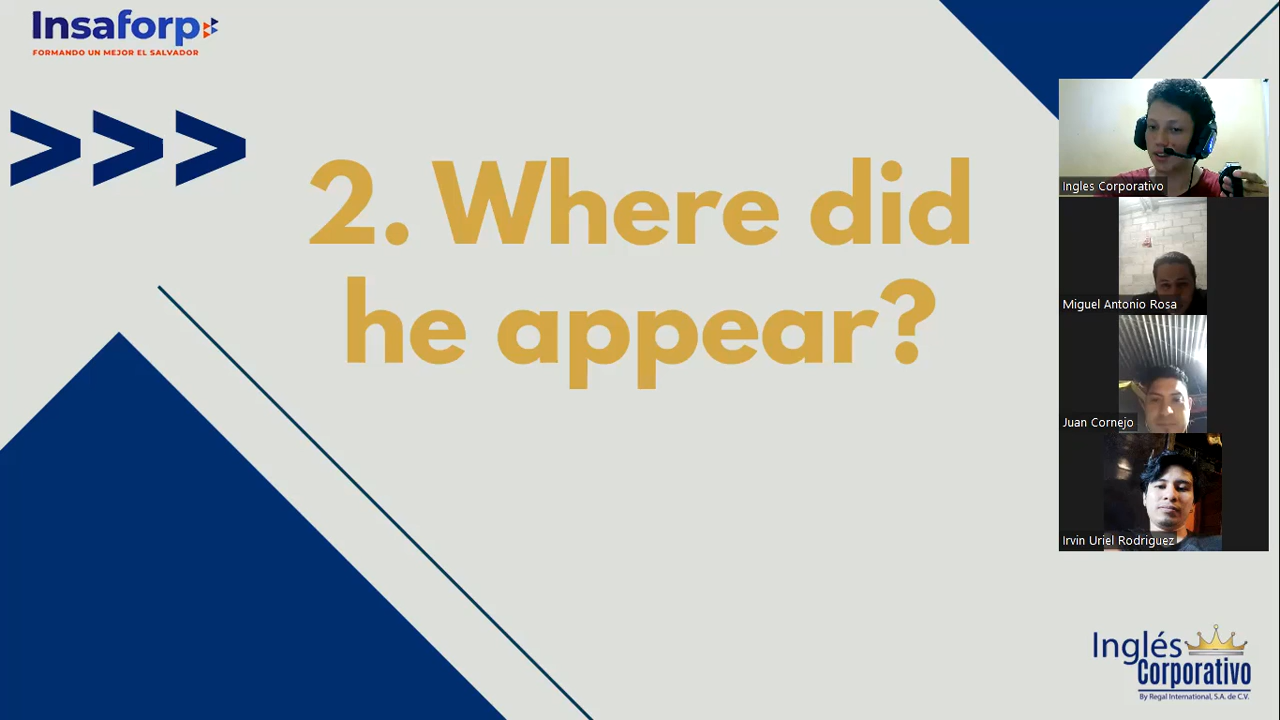 Insaforp
FORMANDO UN MEJOR EL SALVADOR
>>>
2. Where did
he appear?
Ingles Corporativo
Miguel Antonio Rosa
Juan Cornejo
Irvin Uriel Rodriguez
Inglés
Corporativo
By Regal International, S.A. de C.V.